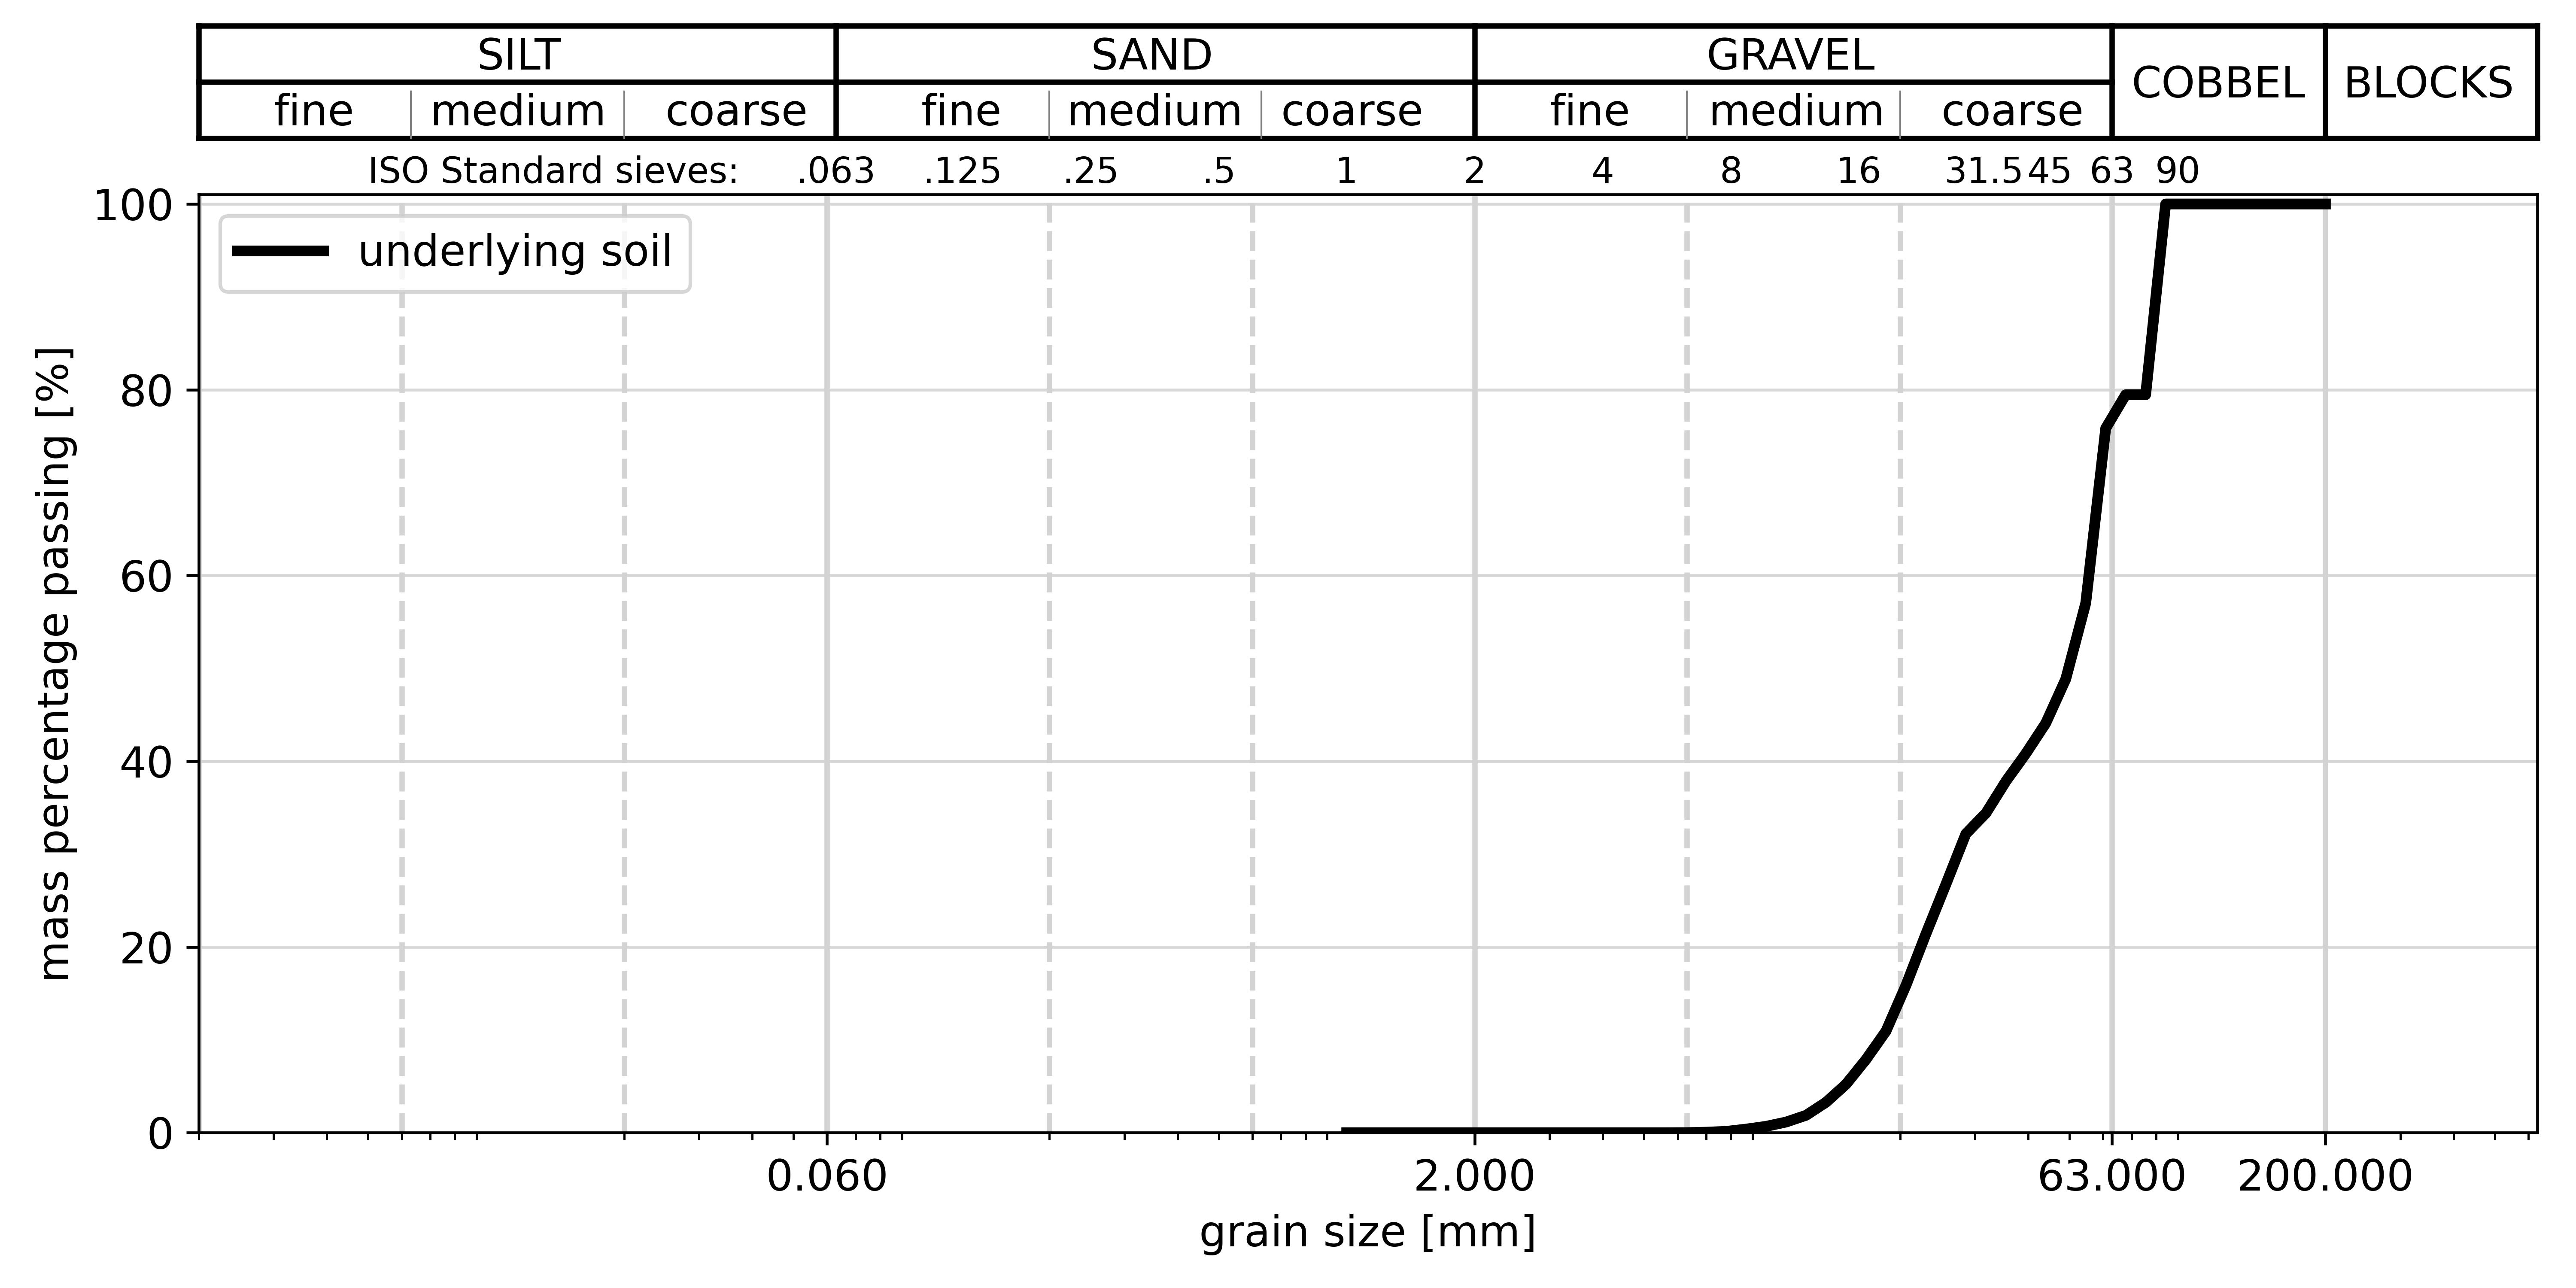 SILT SAND GRAVEL COBBEL BLOCKS
fine medium coarse fine medium coarse fine medium coarse
ISO Standard sieves: .063 .125 .25 .5 1 2 4 8 16 31.5 45 63 90
underlying soil
mass percentage passing [%]
100
80
60
40
20
0
0.060 2.000 63.000 200.000
grain size [mm]